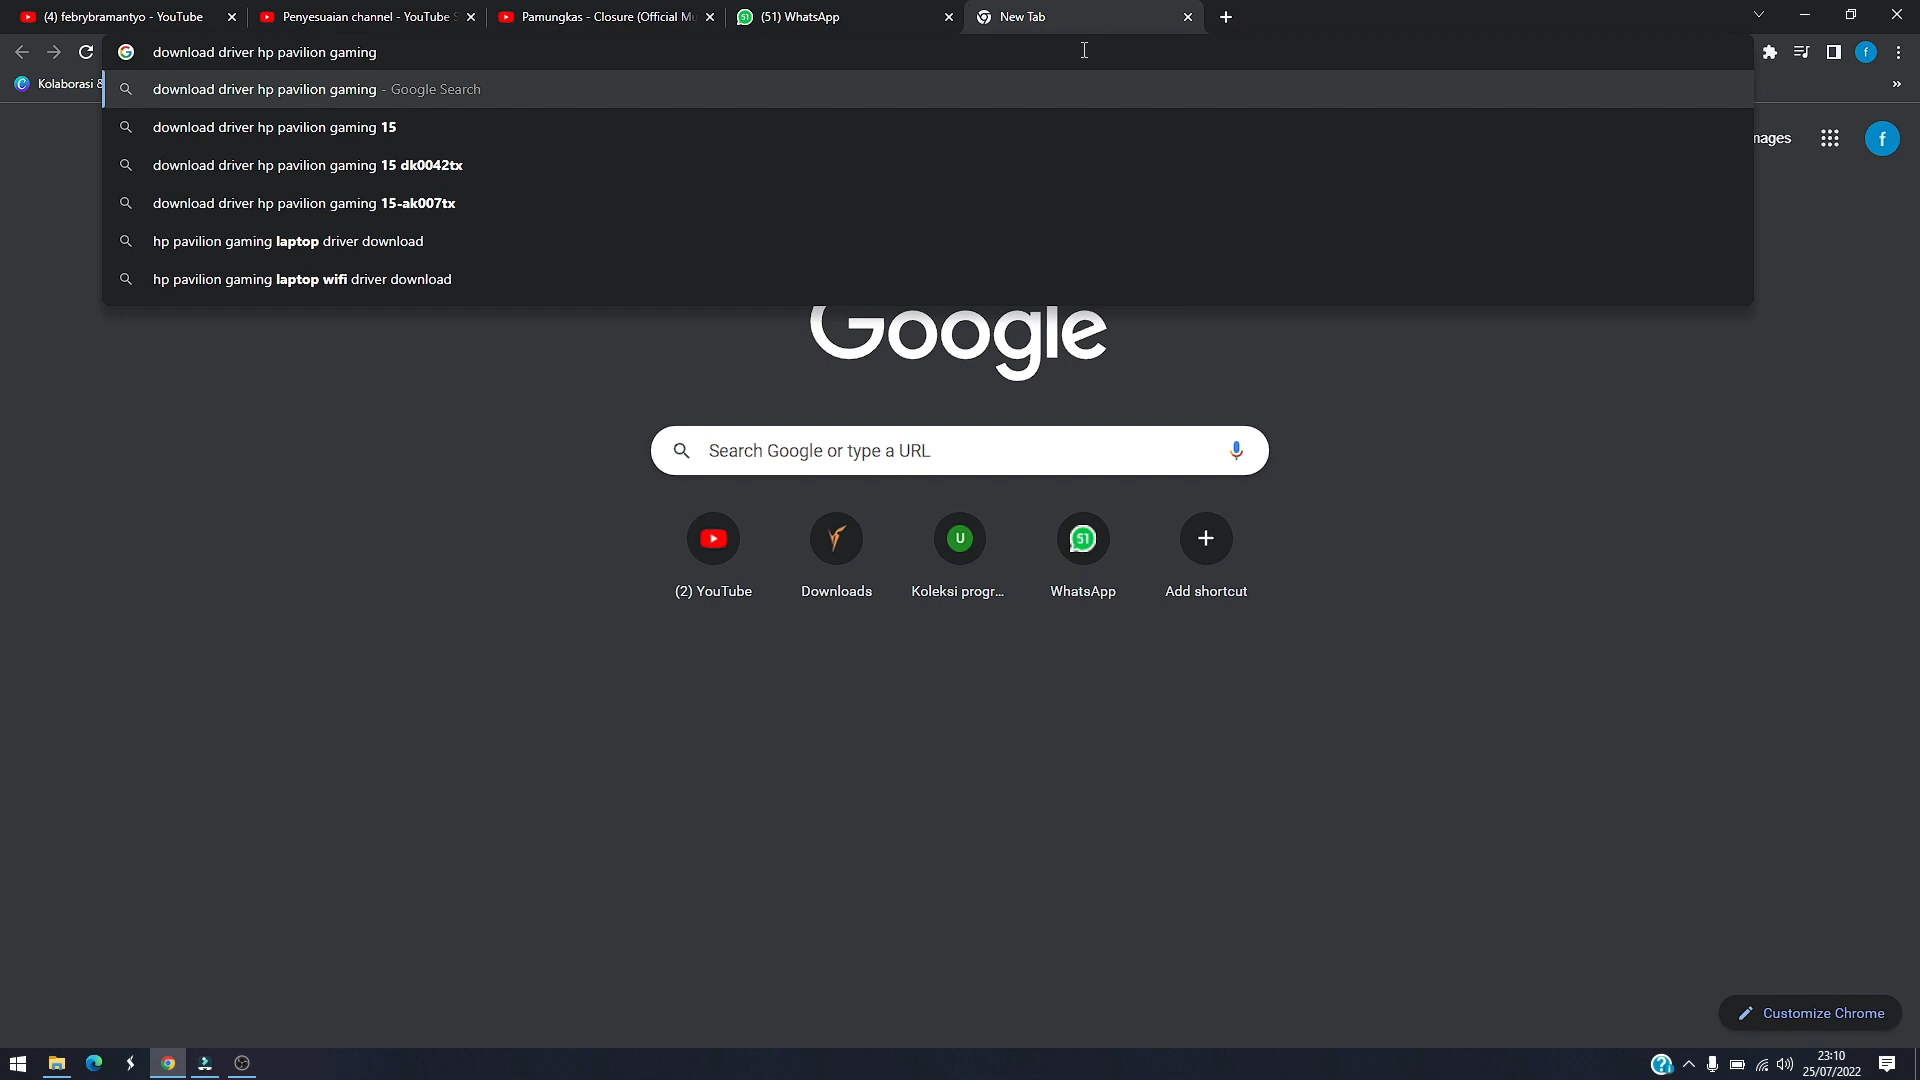 (4) febrybramantyo - YouTube
Penyesuaian channel - YouTube S
Pamungkas - Closure (Official Mu
(51) WhatsApp
New Tab
download driver hp pavilion gaming
Kolaborasi &
download driver hp pavilion gaming - Google Search
download driver hp pavilion gaming 15
download driver hp pavilion gaming 15 dk0042tx
download driver hp pavilion gaming 15-ak007tx
hp pavilion gaming laptop driver download
hp pavilion gaming laptop wifi driver download
f
nages
f
Google
Search Google or type a URL
U
51
(2) YouTube
Downloads
Koleksi progr...
WhatsApp
Add shortcut
Customize Chrome
23:10
25/07/2022